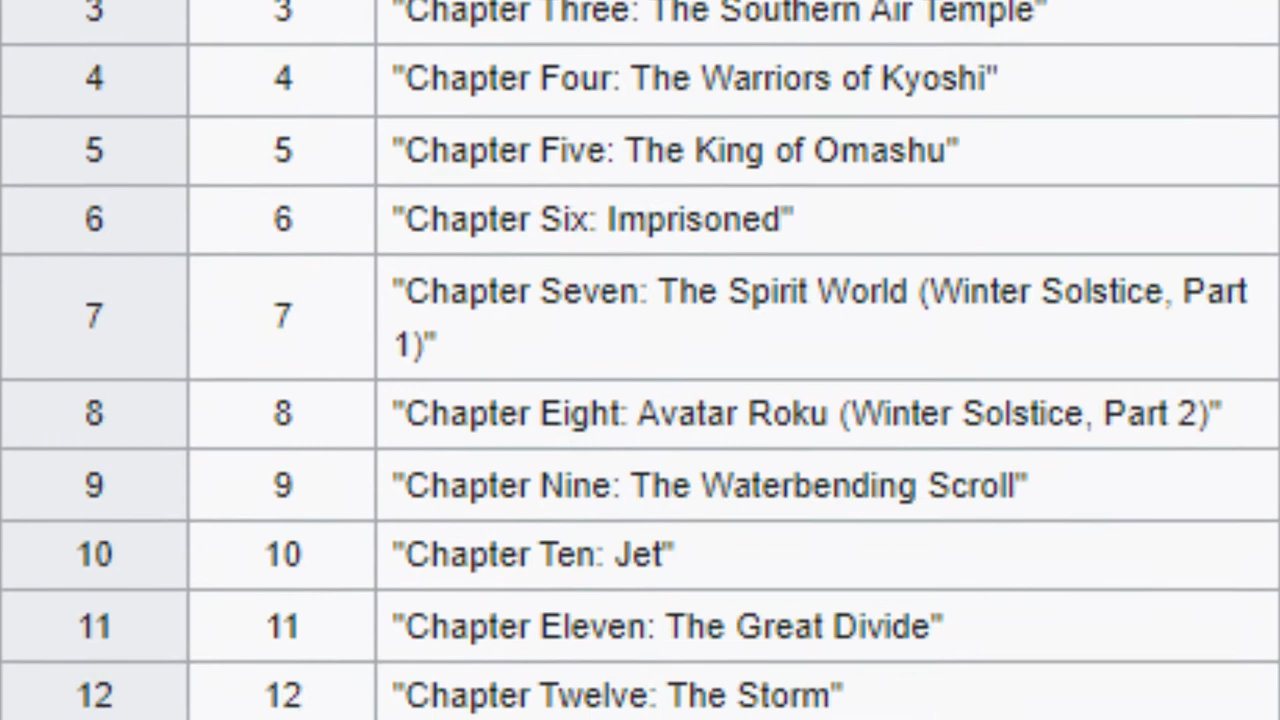 3 3 "Chapter Three: The Southern Air Temple"
4 4 "Chapter Four: The Warriors of Kyoshi"
5 5 "Chapter Five: The King of Omashu"
6 6 "Chapter Six: Imprisoned"
7 7 "Chapter Seven: The Spirit World (Winter Solstice, Part
1)"
8 8 "Chapter Eight: Avatar Roku (Winter Solstice, Part 2)"
9 9 "Chapter Nine: The Waterbending Scroll"
10 10 "Chapter Ten: Jet"
11 11 "Chapter Eleven: The Great Divide"
12 12 "Chapter Twelve: The Storm"